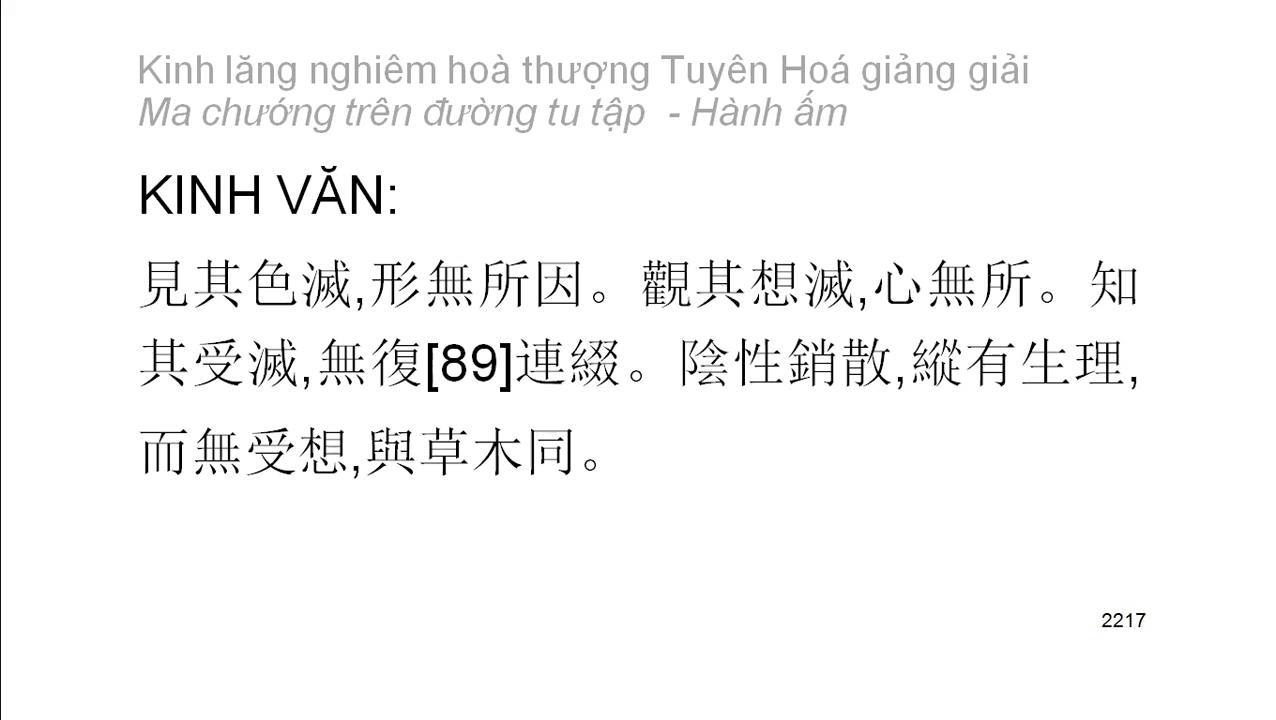 Kinh lăng nghiêm hoà thượng Tuyên Hoá giảng giải
Ma chướng trên đường tu tập - Hành ấm
KINH VĂN:
見其色滅,形無所因。觀其想滅,心無所。知
其受滅,無復[89]連綴。陰性銷散,縱有生理,
而無受想,與草木同。
2217